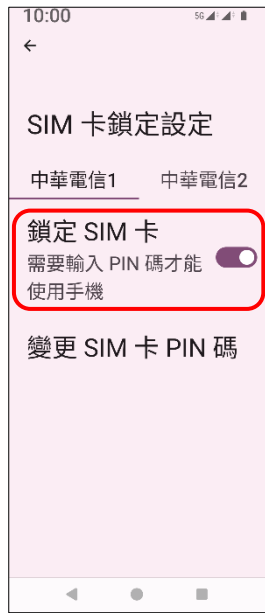 10:00 5G
SIM 卡鎖定設定
中華電信1 中華電信2
鎖定 SIM 卡
需要輸入 PIN 碼才能
使用手機
變更 SIM 卡 PIN 碼